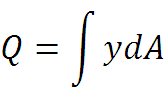 Q = ∫ ydA